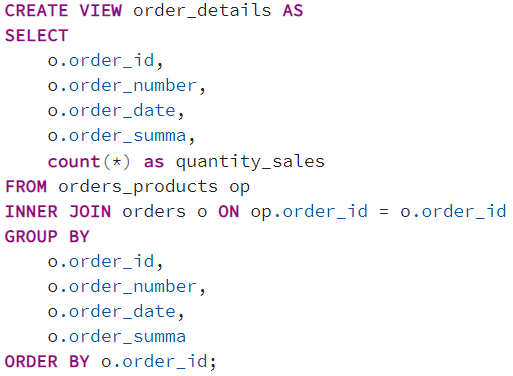 CREATE VIEW order_details AS
SELECT
    o.order_id,
    o.order_number,
    o.order_date,
    o.order_summa,
    count(*) as quantity_sales
FROM orders_products op
INNER JOIN orders o ON op.order_id = o.order_id
GROUP BY
    o.order_id,
    o.order_number,
    o.order_date,
    o.order_summa
ORDER BY o.order_id;